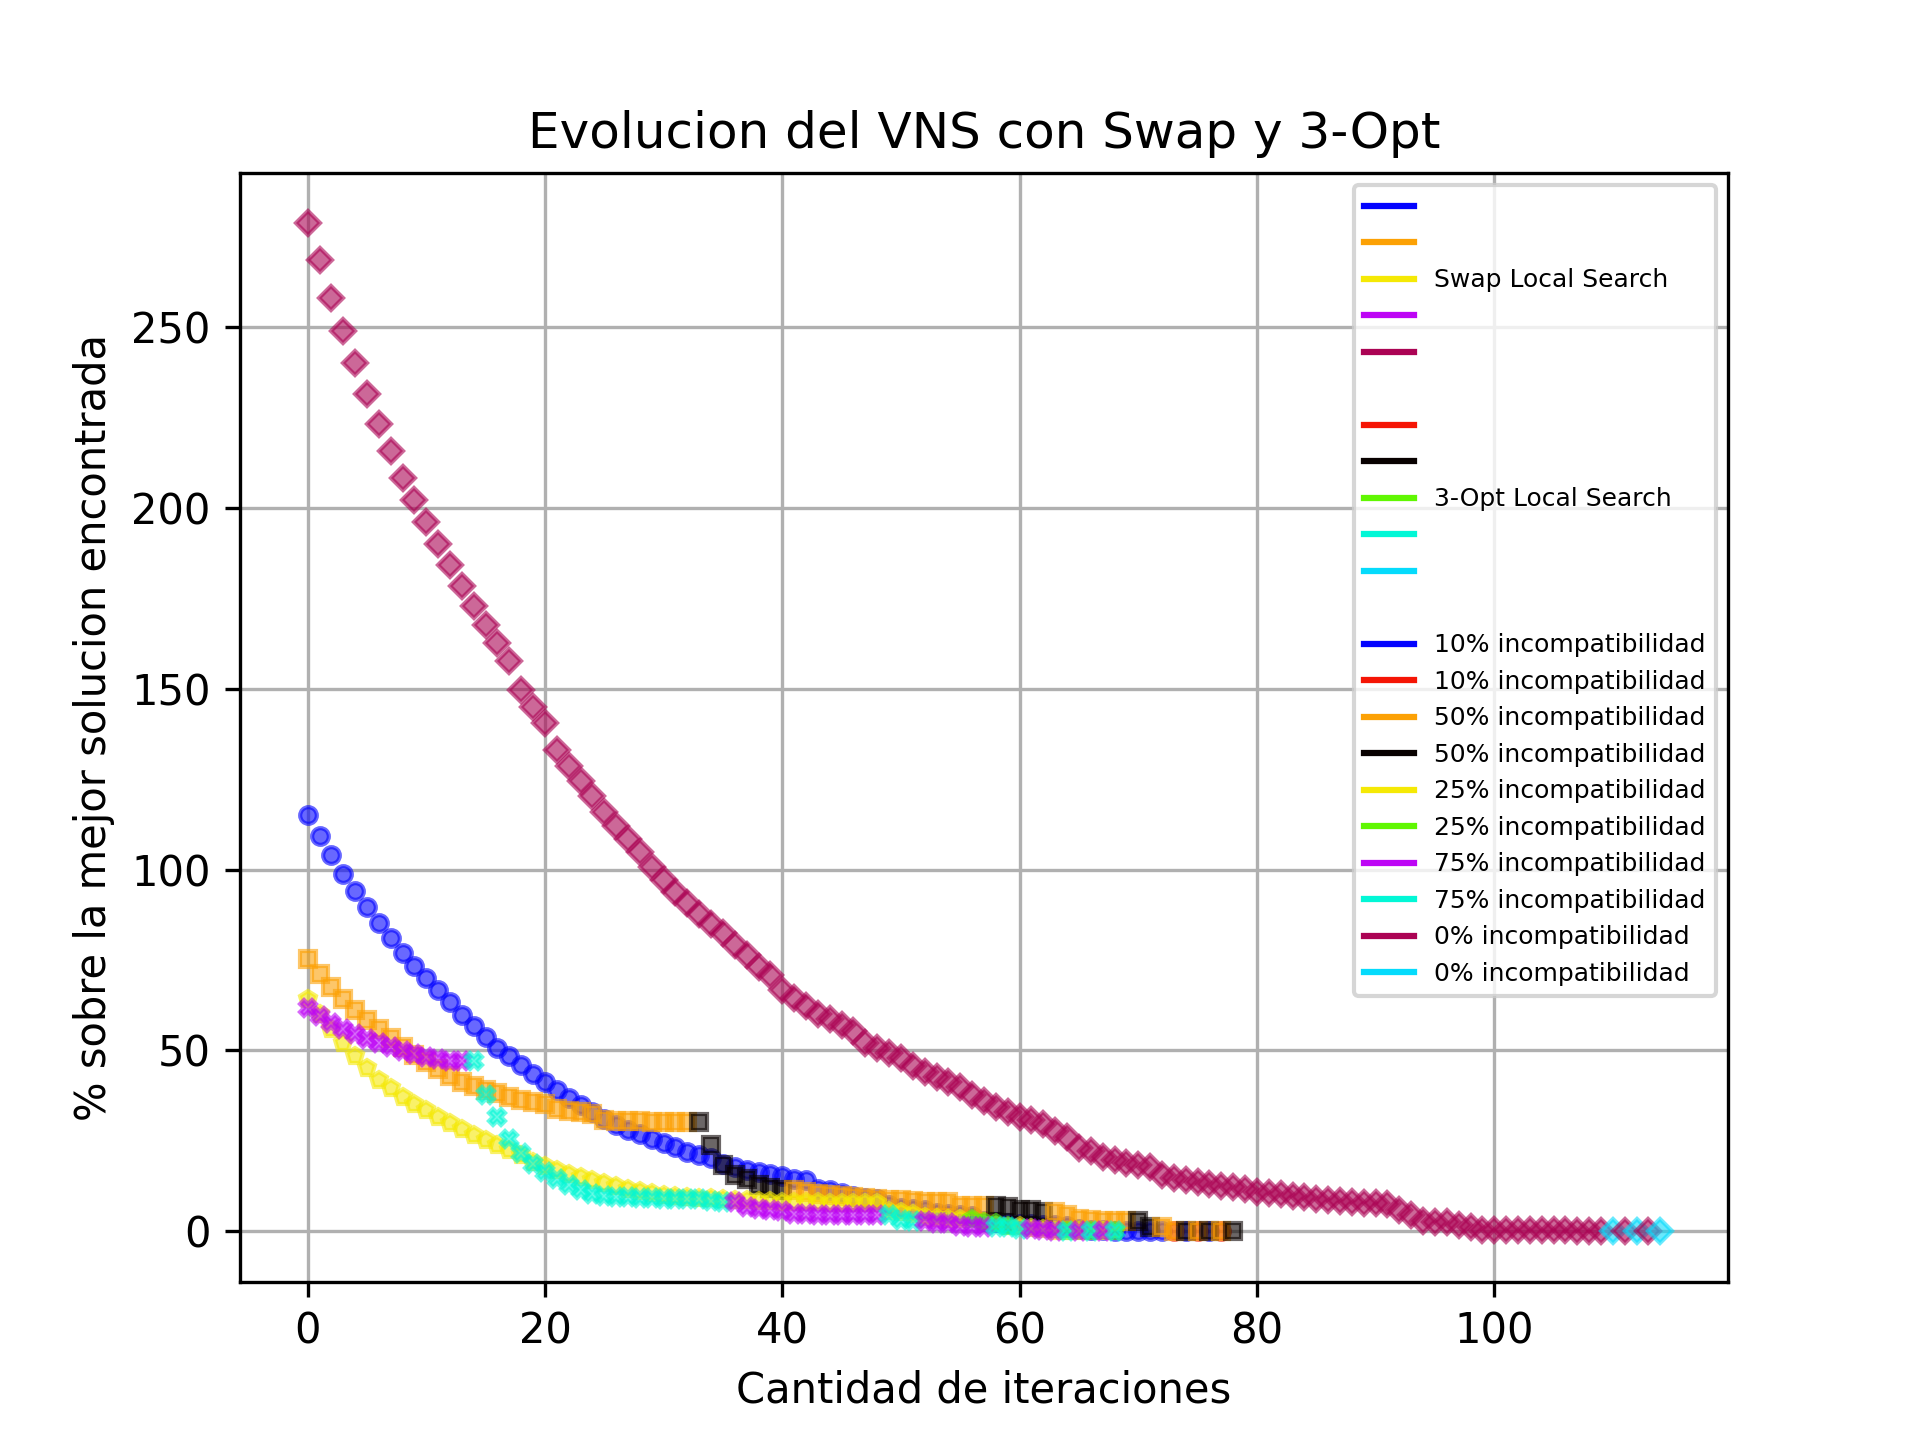 Evolucion del VNS con Swap y 3-Opt
% sobre la mejor solucion encontrada
250
200
150
100
50
0
0 20 40 60 80 100
Cantidad de iteraciones
Swap Local Search
3-Opt Local Search
10% incompatibilidad
10% incompatibilidad
50% incompatibilidad
50% incompatibilidad
25% incompatibilidad
25% incompatibilidad
75% incompatibilidad
75% incompatibilidad
0% incompatibilidad
0% incompatibilidad